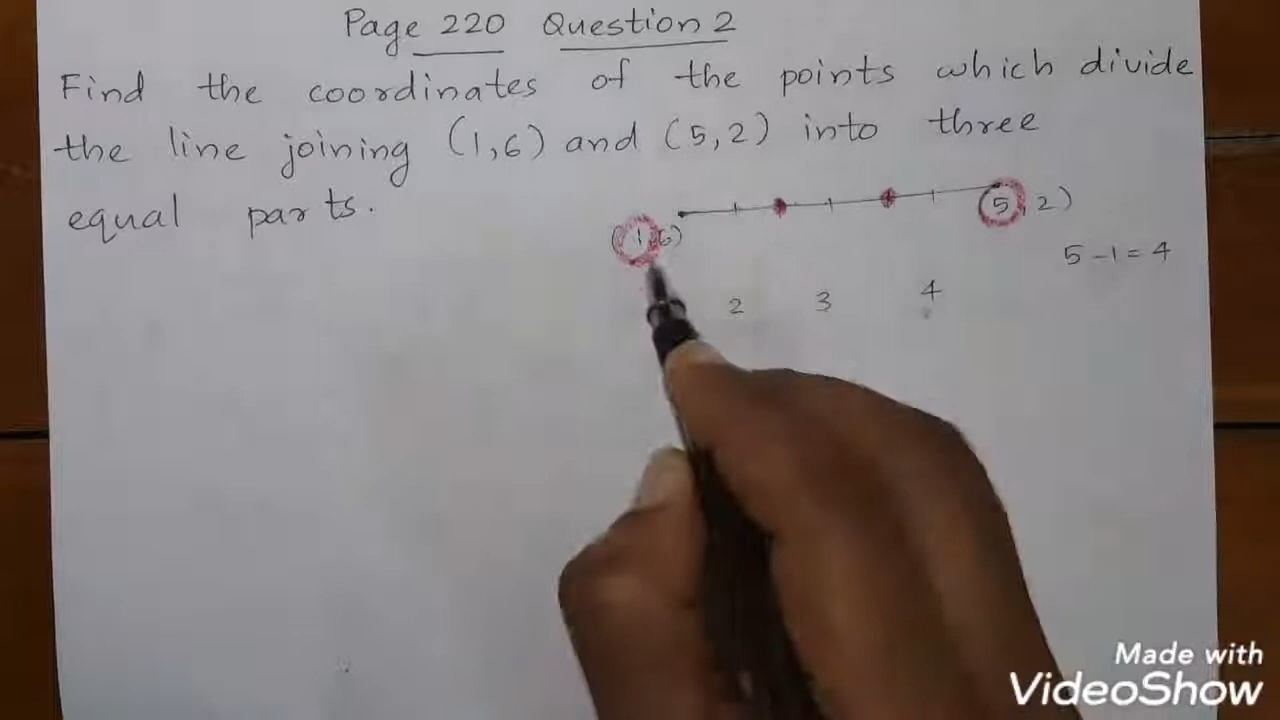 Page 220 Question 2
Find the coordinates of the points which divide
the line joining (1,6) and (5,2) into three
equal parts.
(5,2)
(1,6)
5-1=4
2 3 4
Made with
VideoShow